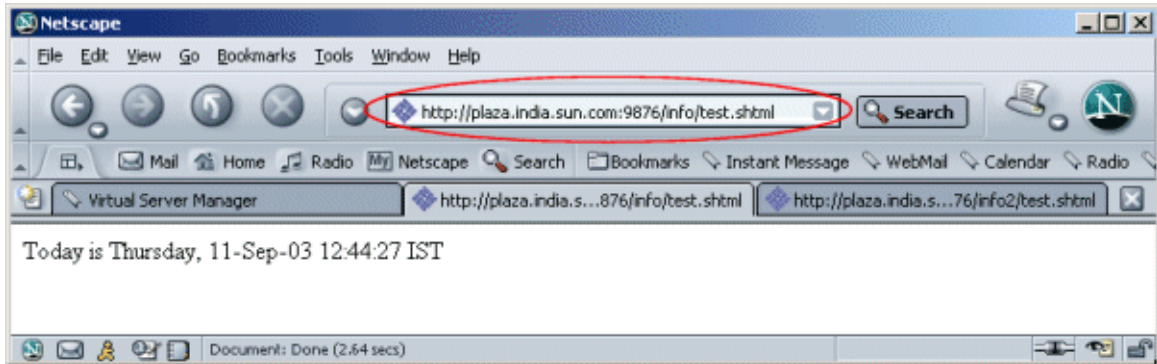 Netscape
File Edit View Go Bookmarks Tools Window Help
http://plaza.india.sun.com:9876/info/test.shtml Search N
Mail Home Radio My Netscape Search Bookmarks Instant Message WebMail Calendar Radio
Virtual Server Manager http://plaza.india.s...876/info/test.shtml http://plaza.india.s...76/info2/test.shtml
Today is Thursday, 11-Sep-03 12:44:27 IST
Document: Done (2.64 secs)